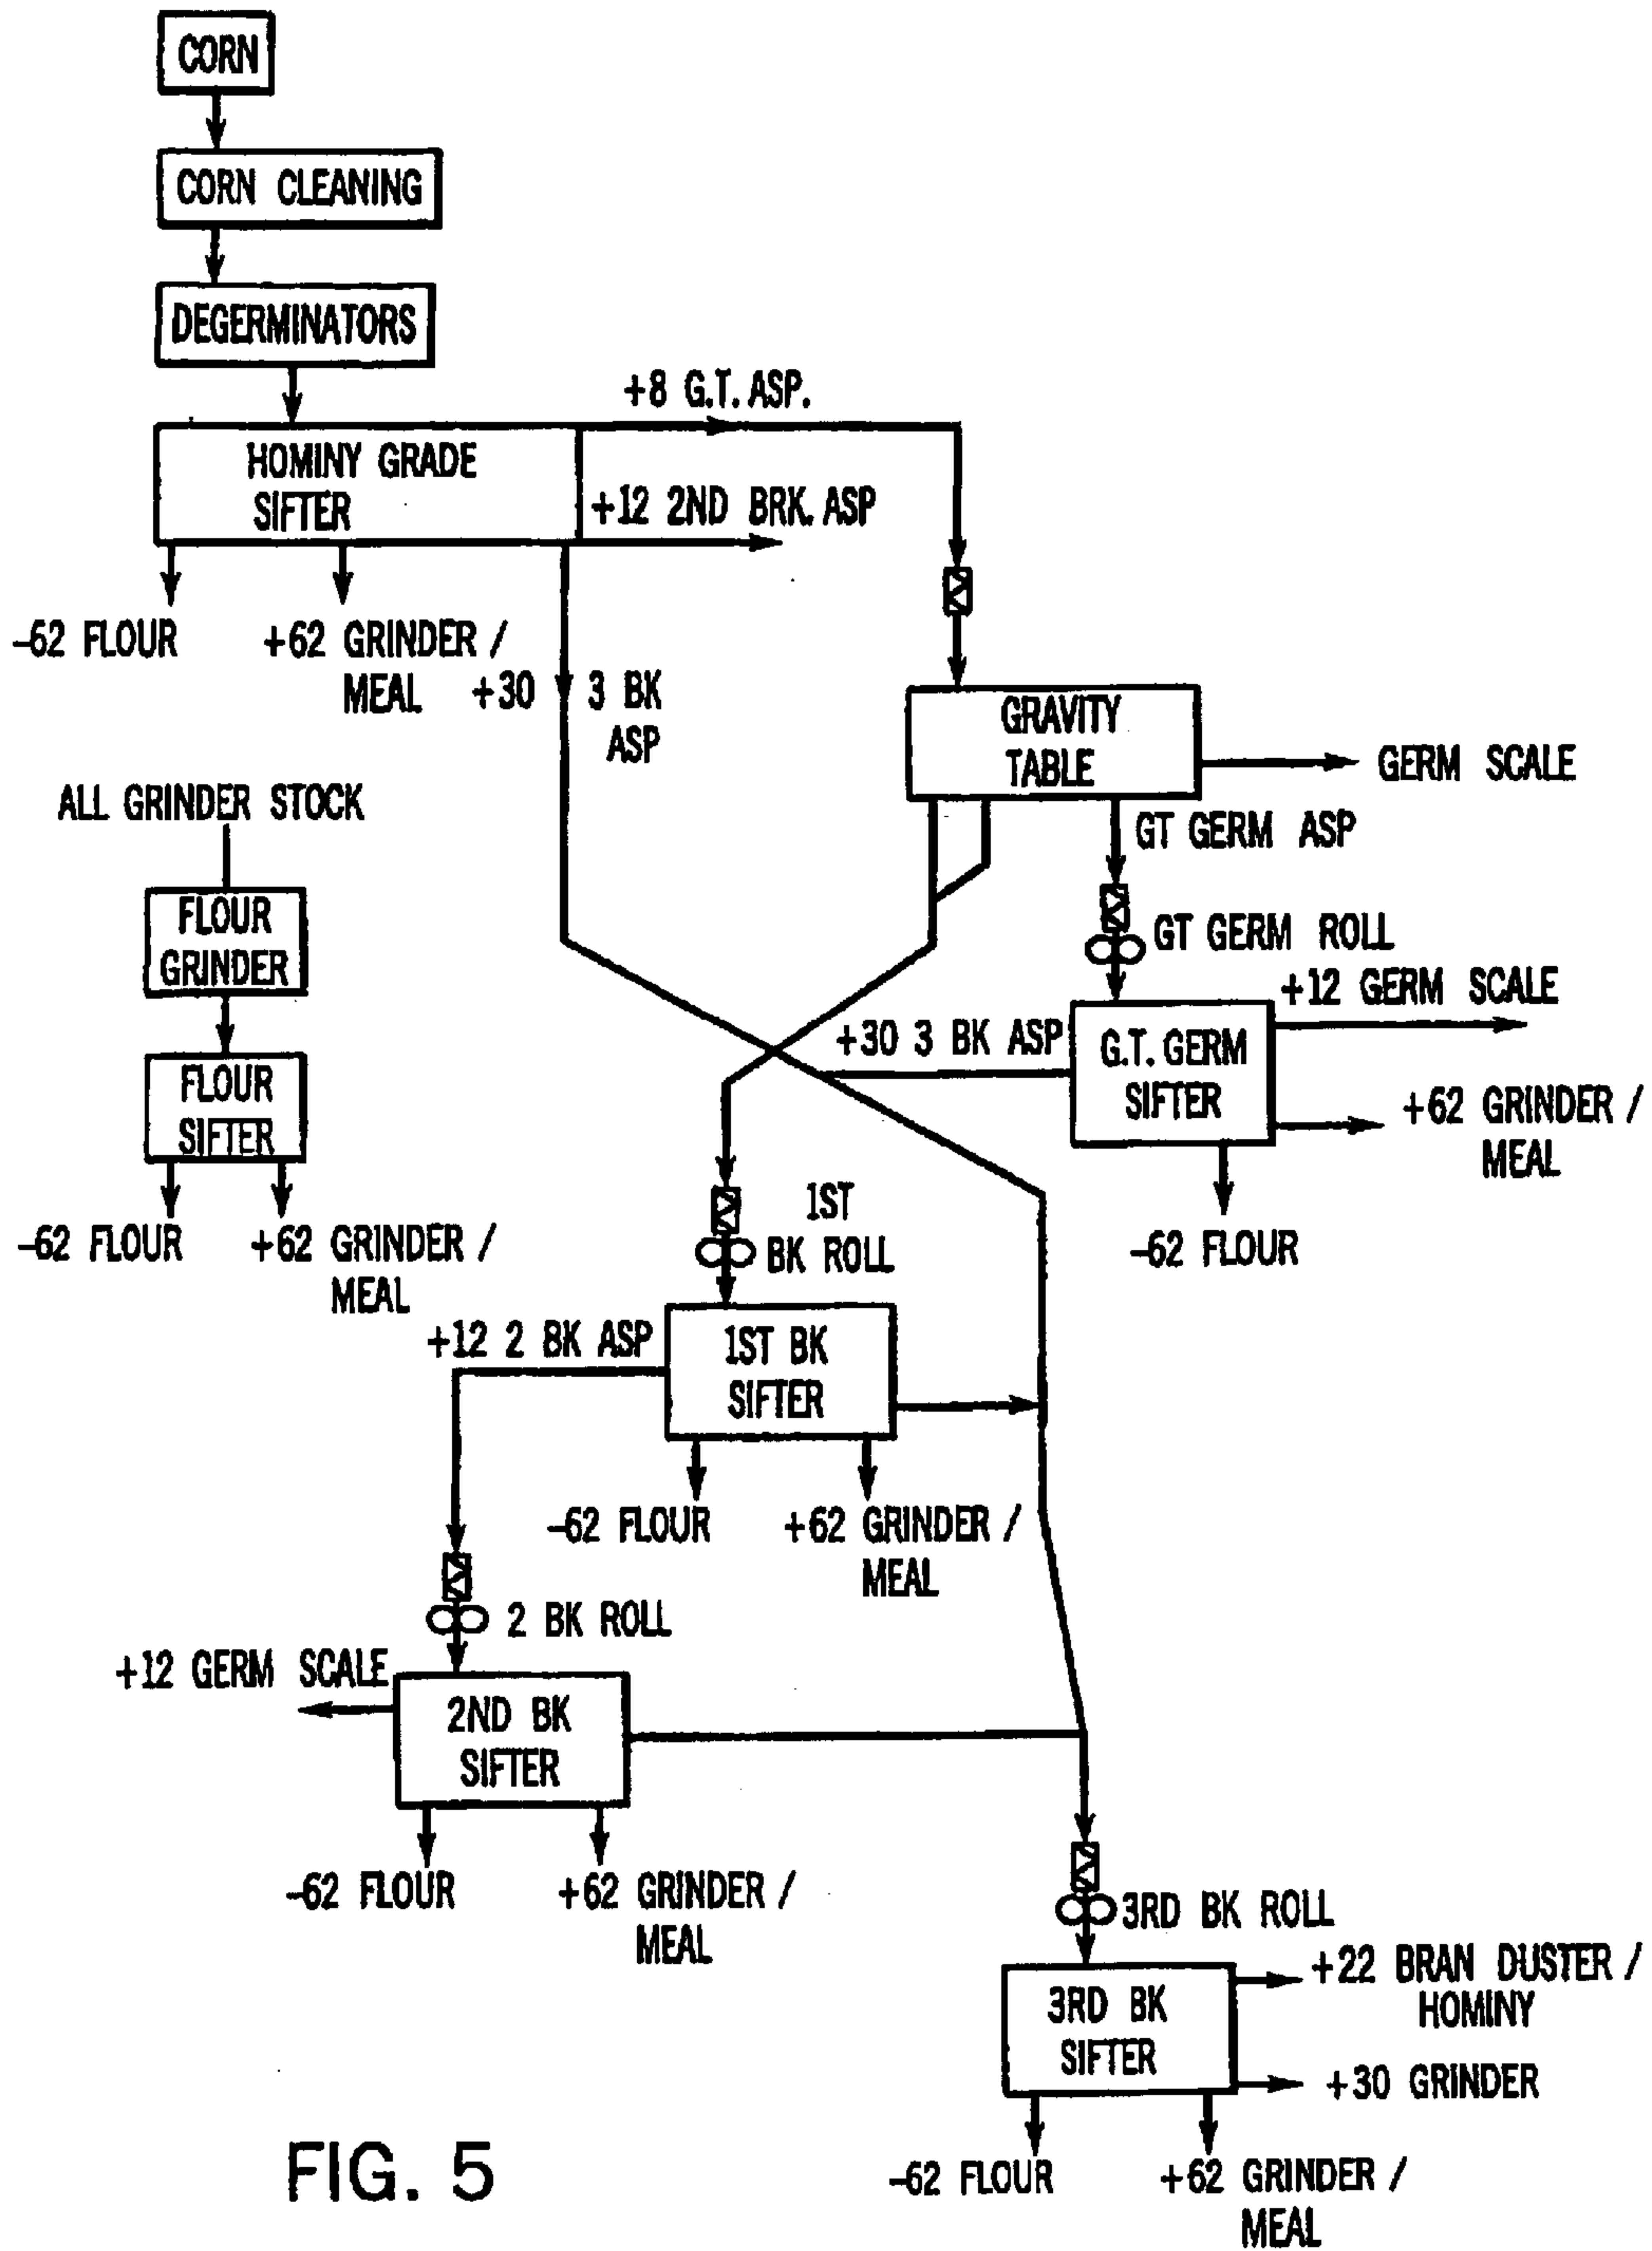 CORN
CORN CLEANING
DEGERMINATORS
+8 G.T. ASP.
HOMINY GRADE
SIFTER
+12 2ND BRK. ASP
-62 FLOUR
+62 GRINDER /
MEAL
+30 3 BK
ASP
GRAVITY
TABLE
GERM SCALE
ALL GRINDER STOCK
GT GERM ASP
FLOUR
GRINDER
GT GERM ROLL
+12 GERM SCALE
+30 3 BK ASP
G.T. GERM
SIFTER
FLOUR
SIFTER
+62 GRINDER /
MEAL
-62 FLOUR
+62 GRINDER /
MEAL
-62 FLOUR
1ST
BK ROLL
+12 2 BK ASP
1ST BK
SIFTER
-62 FLOUR
+62 GRINDER /
MEAL
2 BK ROLL
+12 GERM SCALE
2ND BK
SIFTER
-62 FLOUR
+62 GRINDER /
MEAL
3RD BK ROLL
+22 BRAN DUSTER /
HOMINY
3RD BK
SIFTER
+30 GRINDER
-62 FLOUR
+62 GRINDER /
MEAL
FIG. 5